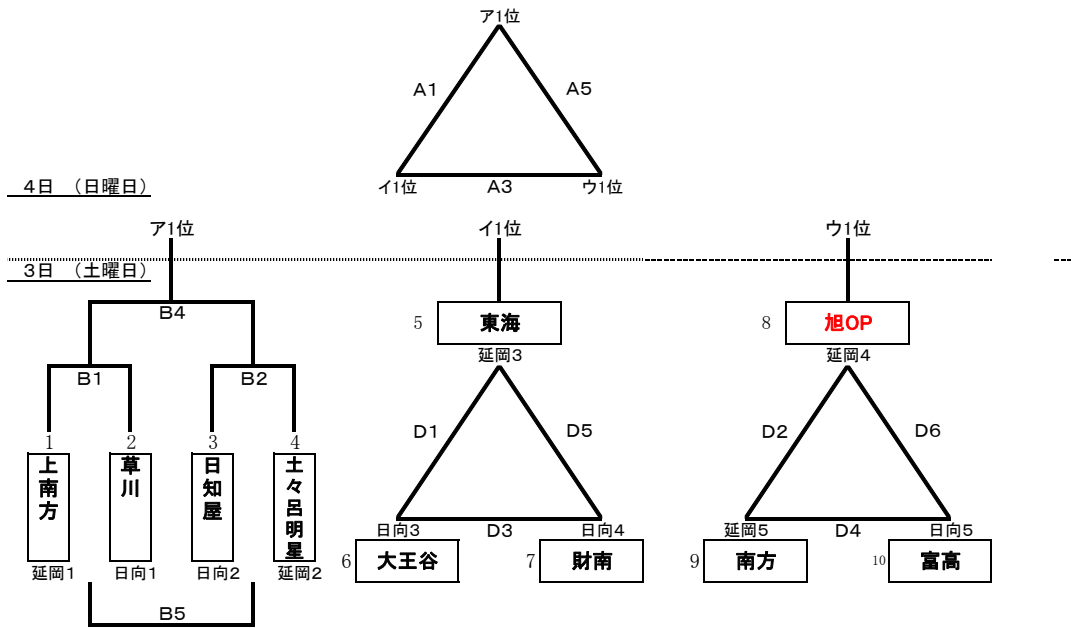 ア1位
A1
A5
イ1位
A3
ウ1位
4日 （日曜日）
ア1位
イ1位
ウ1位
3日 （土曜日）
B4
5
東海
8
旭OP
延岡3
延岡4
B1
B2
D1
D5
D2
D6
1
2
3
4
上南方
草川
日知屋
土々呂明星
延岡1
日向1
日向2
延岡2
日向3
D3
日向4
延岡5
D4
日向5
6
大王谷
7
財南
9
南方
10
富高
B5